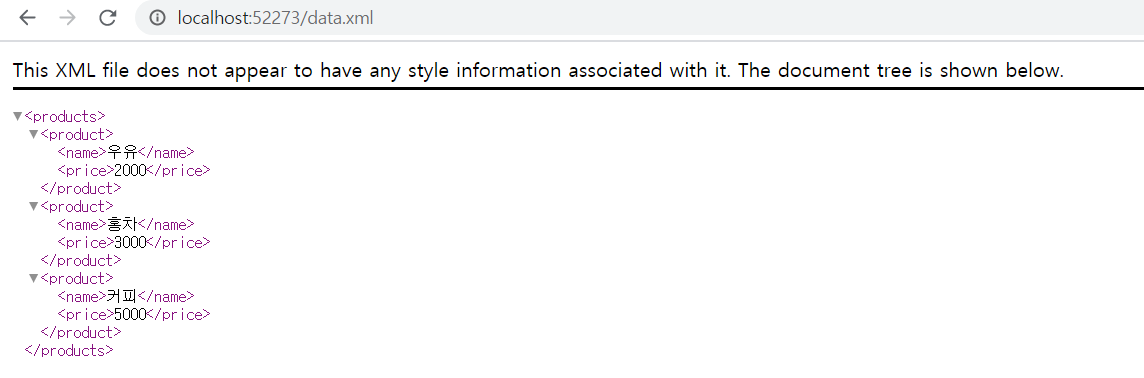 localhost:52273/data.xml
This XML file does not appear to have any style information associated with it. The document tree is shown below.
▼<products>
▼<product>
<name>우유</name>
<price>2000</price>
</product>
▼<product>
<name>홍차</name>
<price>3000</price>
</product>
▼<product>
<name>커피</name>
<price>5000</price>
</product>
</products>